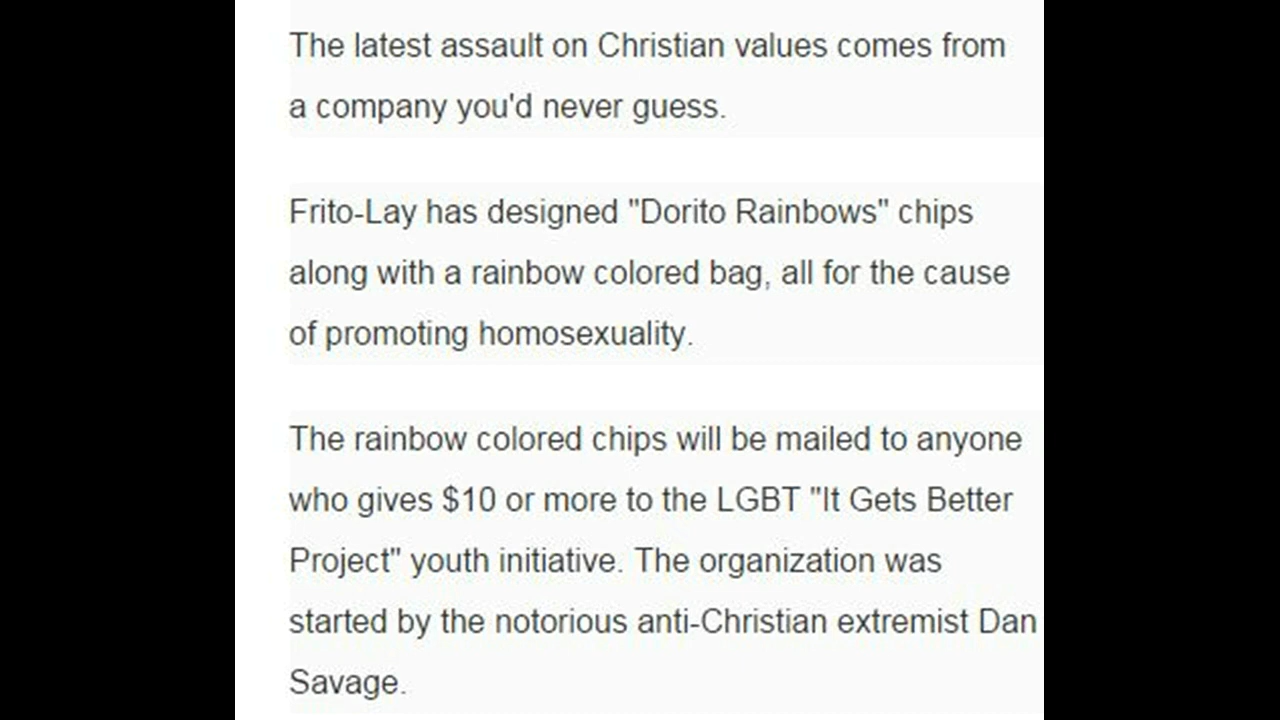 The latest assault on Christian values comes from
a company you'd never guess.
Frito-Lay has designed "Dorito Rainbows" chips
along with a rainbow colored bag, all for the cause
of promoting homosexuality.
The rainbow colored chips will be mailed to anyone
who gives $10 or more to the LGBT "It Gets Better
Project" youth initiative. The organization was
started by the notorious anti-Christian extremist Dan
Savage.